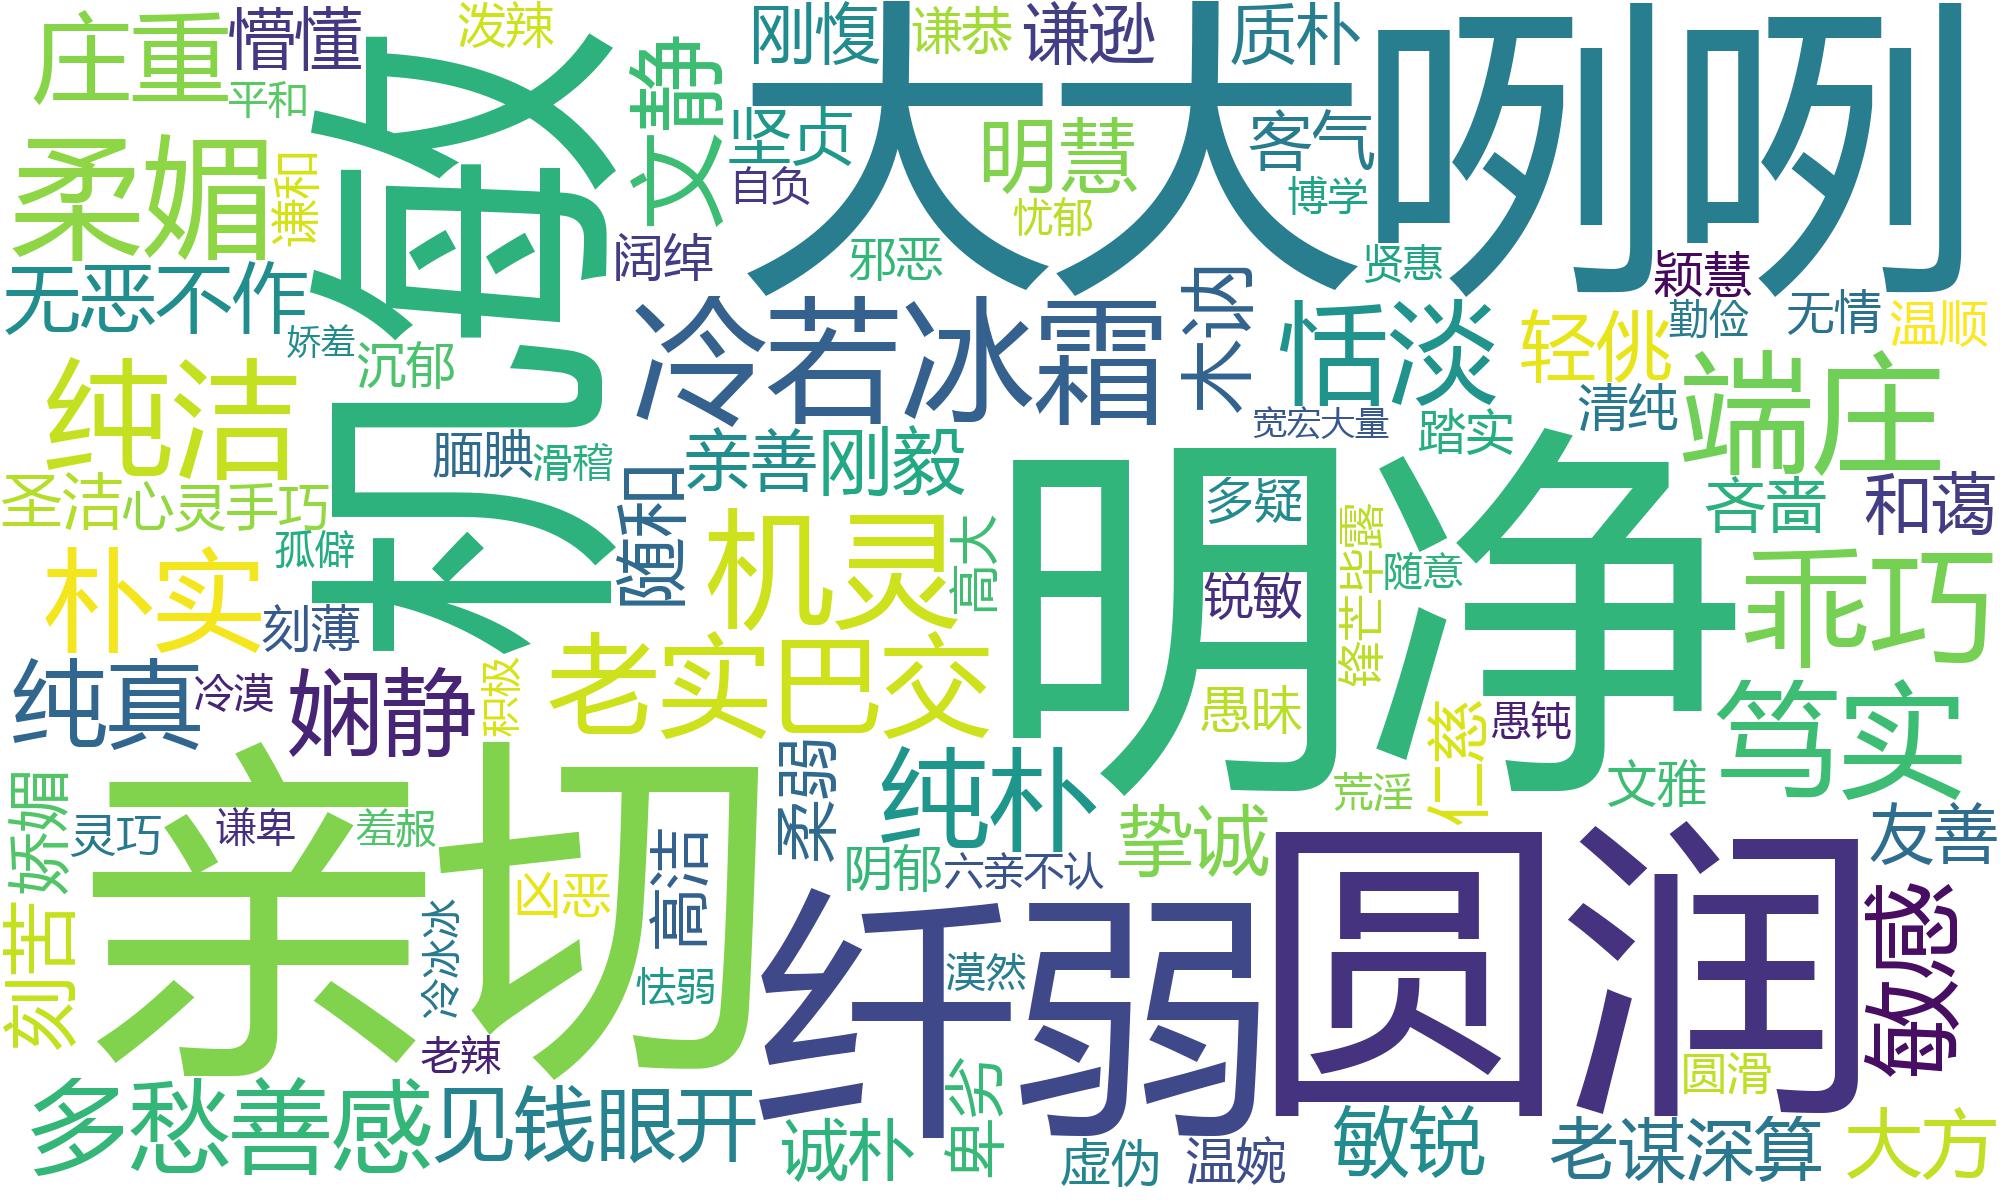 庄重
懵懂
泼辣
刚愎
谦恭
谦逊
质朴
大大咧咧
机敏
文静
平和
柔媚
谦和
坚贞
自负
明慧
忧郁
客气
博学
阔绰
邪恶
贤惠
颖慧
无恶不作
娇羞
沉郁
冷若冰霜
木讷
恬淡
轻佻
勤俭
无情
温顺
纯洁
腼腆
滑稽
亲善
刚毅
宽宏大量
踏实
清纯
端庄
圣洁
心灵手巧
孤僻
随和
机灵
高大
明净
多疑
锐敏
锋芒毕露
随意
吝啬
和蔼
朴实
刻薄
乖巧
老实巴交
纯真
冷漠
娴静
积极
愚昧
仁慈
愚钝
笃实
亲切
娇媚
灵巧
谦卑
羞赧
柔弱
纯朴
挚诚
荒淫
文雅
友善
阴郁
六亲不认
凶恶
高洁
刻苦
冷冰冰
怯弱
纤弱
漠然
圆润
敏感
老辣
多愁善感
见钱眼开
诚朴
卑劣
虚伪
温婉
敏锐
老谋深算
圆滑
大方